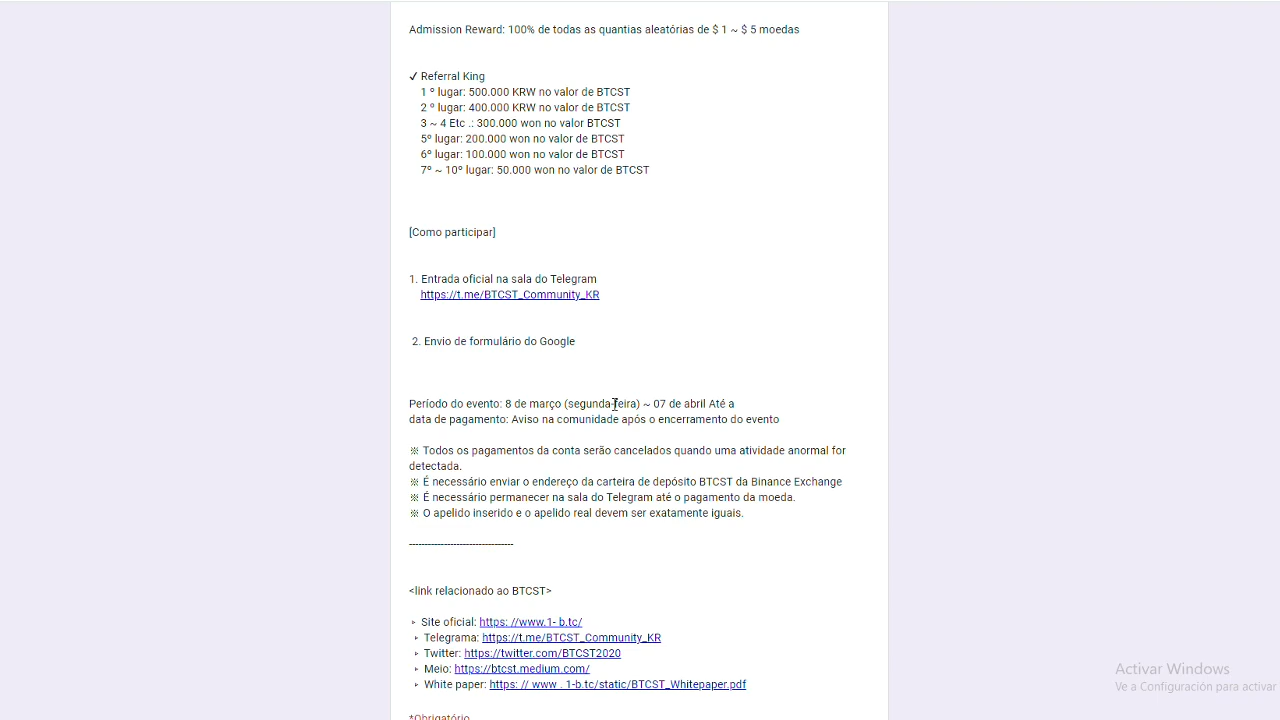 Admission Reward: 100% de todas as quantias aleatórias de $ 1 ~ $ 5 moedas
✓ Referral King
1 º lugar: 500.000 KRW no valor de BTCST
2 º lugar: 400.000 KRW no valor de BTCST
3 ~ 4 Etc .: 300.000 won no valor BTCST
5º lugar: 200.000 won no valor de BTCST
6º lugar: 100.000 won no valor de BTCST
7º ~ 10º lugar: 50.000 won no valor de BTCST
[Como participar]
1. Entrada oficial na sala do Telegram
https://t.me/BTCST_Community_KR
2. Envio de formulário do Google
Período do evento: 8 de março (segunda-feira) ~ 07 de abril Até a
data de pagamento: Aviso na comunidade após o encerramento do evento
※ Todos os pagamentos da conta serão cancelados quando uma atividade anormal for
detectada.
※ É necessário enviar o endereço da carteira de depósito BTCST da Binance Exchange
※ É necessário permanecer na sala do Telegram até o pagamento da moeda.
※ O apelido inserido e o apelido real devem ser exatamente iguais.
----------------------------------
<link relacionado ao BTCST>
▸ Site oficial: https: //www.1- b.tc/
▸ Telegrama: https://t.me/BTCST_Community_KR
▸ Twitter: https://twitter.com/BTCST2020
▸ Meio: https://btcst.medium.com/
▸ White paper: https: // www . 1-b.tc/static/BTCST_Whitepaper.pdf
*Obrigatório
Activar Windows
Ve a Configuración para activar